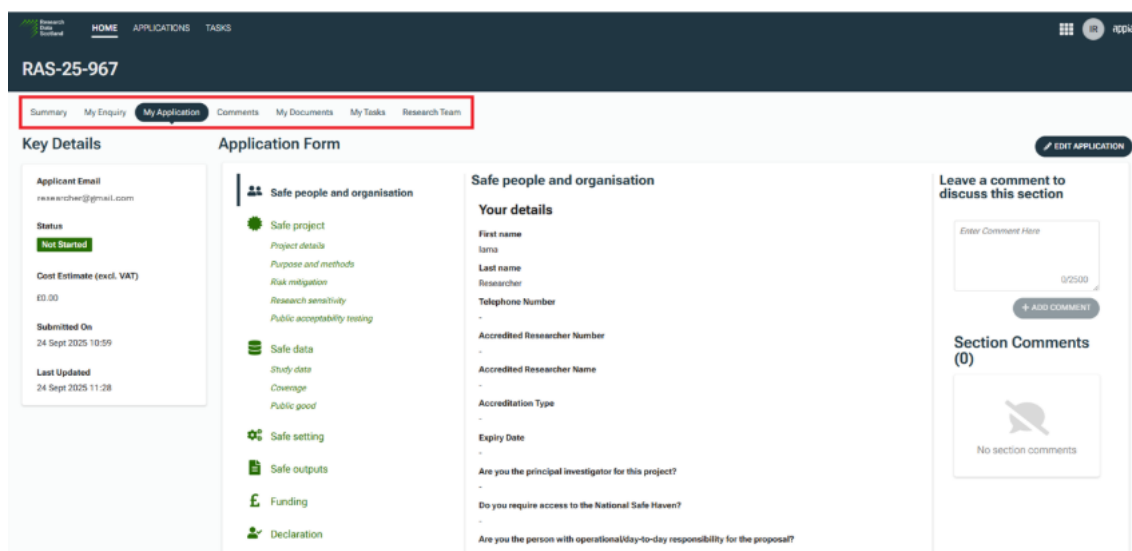 Research
Data
Scotland
HOME APPLICATIONS TASKS
IR appia
RAS-25-967
Summary My Enquiry My Application Comments My Documents My Tasks Research Team
Key Details
Applicant Email
researcher@gmail.com
Status
Not Started
Cost Estimate (excl. VAT)
£0.00
Submitted On
24 Sept 2025 10:59
Last Updated
24 Sept 2025 11:28
Application Form
EDIT APPLICATION
Safe people and organisation
Safe project
Project details
Purpose and methods
Risk mitigation
Research sensitivity
Public acceptability testing
Safe data
Study data
Coverage
Public good
Safe setting
Safe outputs
Funding
Declaration
Safe people and organisation
Your details
First name
Iama
Last name
Researcher
Telephone Number
-
Accredited Researcher Number
-
Accredited Researcher Name
-
Accreditation Type
-
Expiry Date
-
Are you the principal investigator for this project?
-
Do you require access to the National Safe Haven?
-
Are you the person with operational/day-to-day responsibility for the proposal?
Leave a comment to
discuss this section
Enter Comment Here
0/2500
+ ADD COMMENT
Section Comments
(0)
No section comments